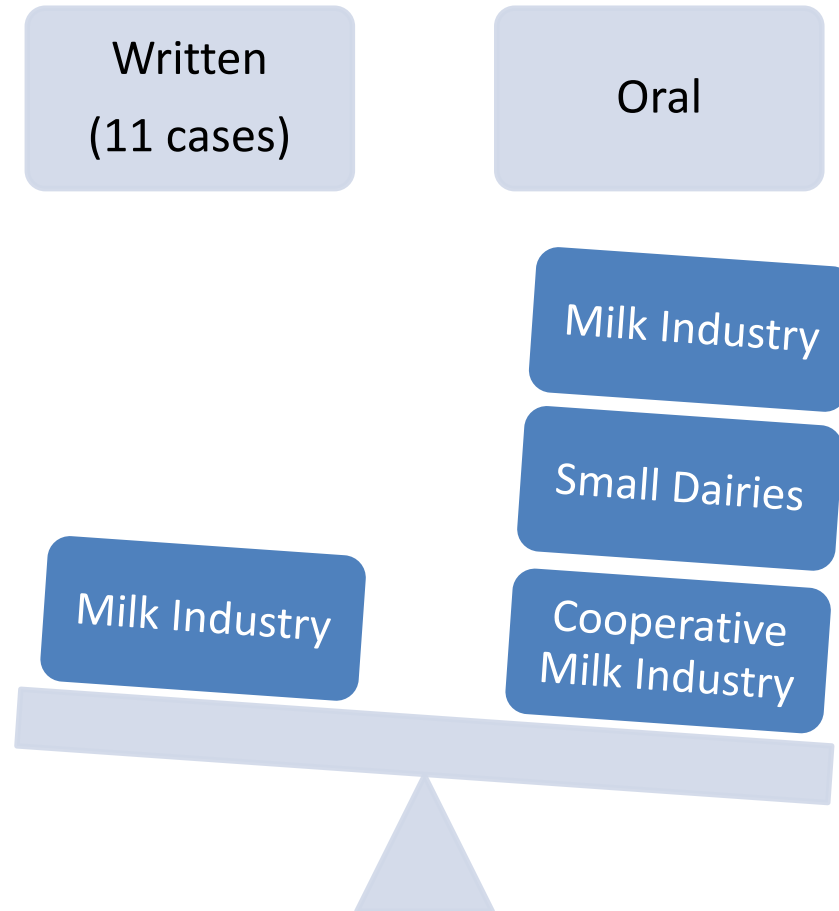 Written
(11 cases)
Oral
Milk Industry
Small Dairies
Milk Industry
Cooperative
Milk Industry